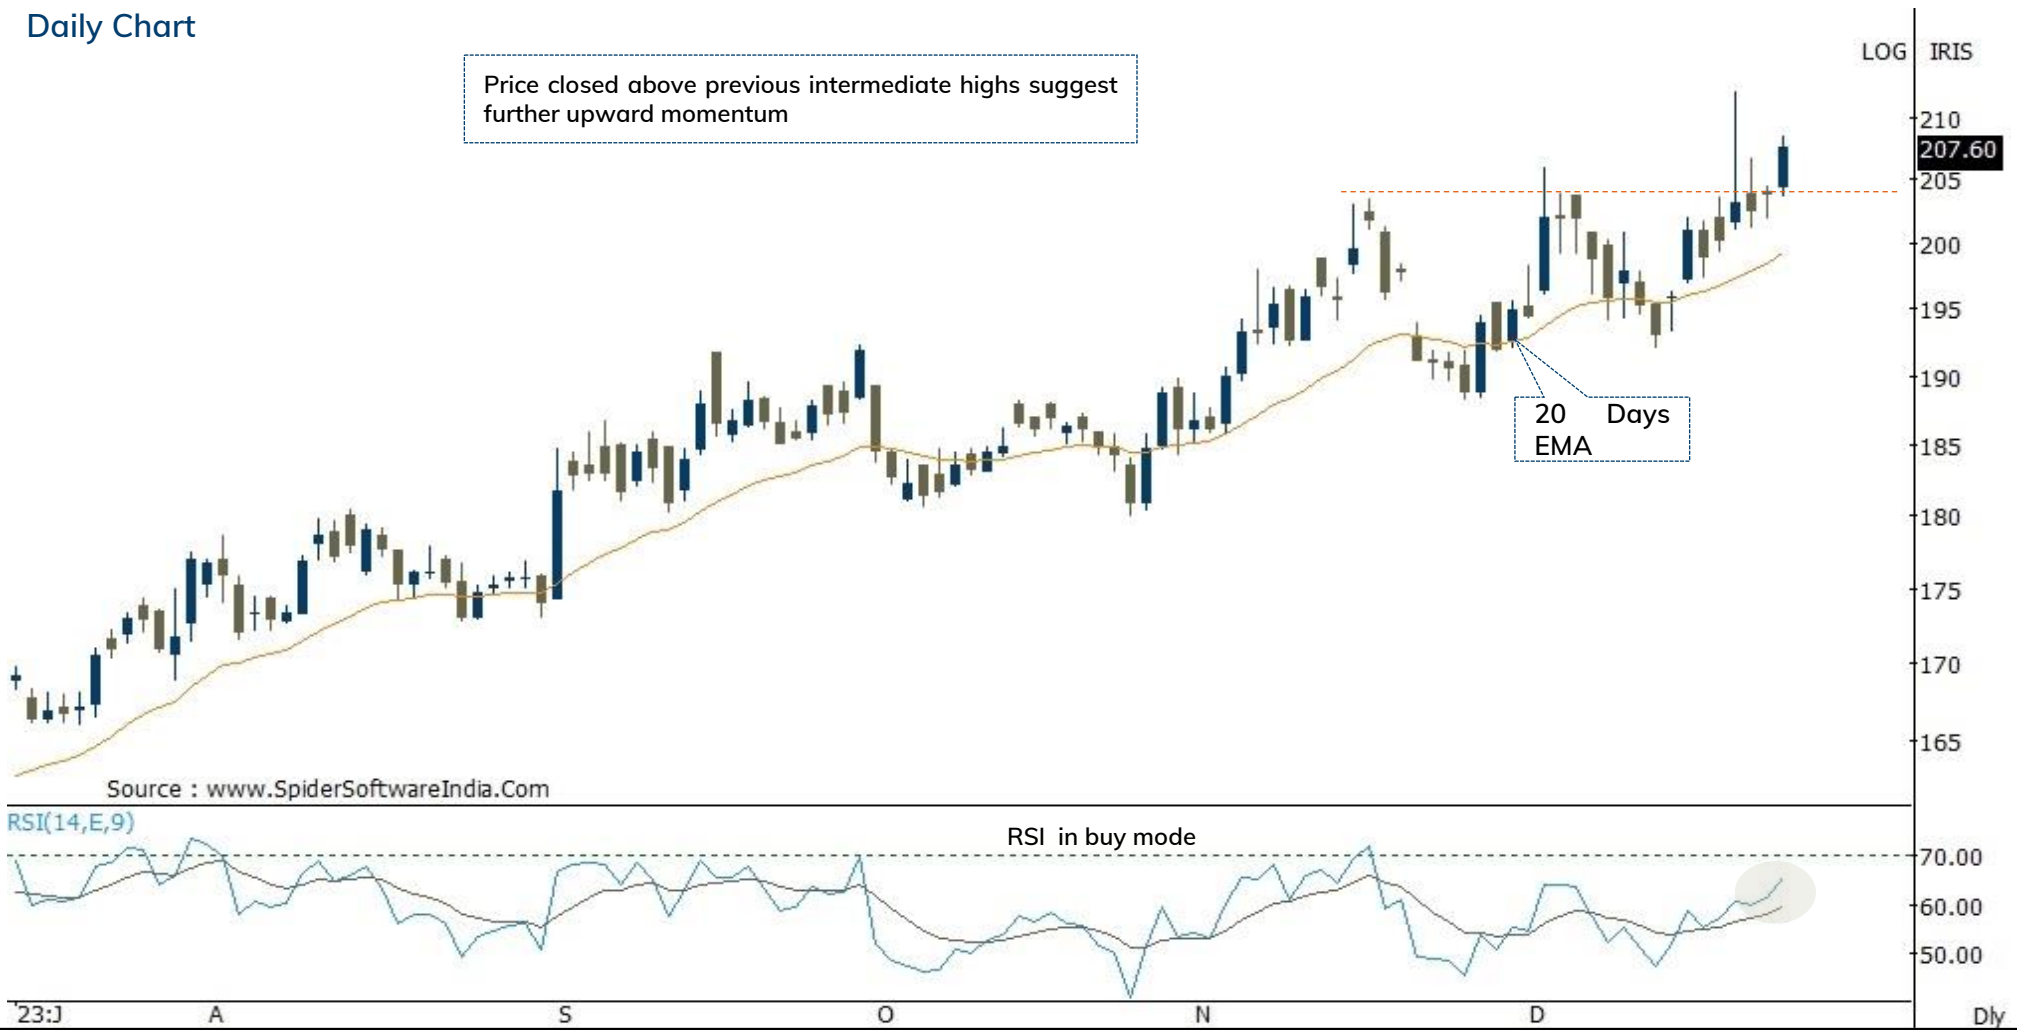 Daily Chart
LOG IRIS
Price closed above previous intermediate highs suggest
further upward momentum
210
207.60
205
200
195
190
20 Days
EMA
185
180
175
170
165
Source : www.SpiderSoftwareIndia.Com
RSI(14,E,9)
RSI in buy mode
70.00
60.00
50.00
'23:J A S O N D Dly